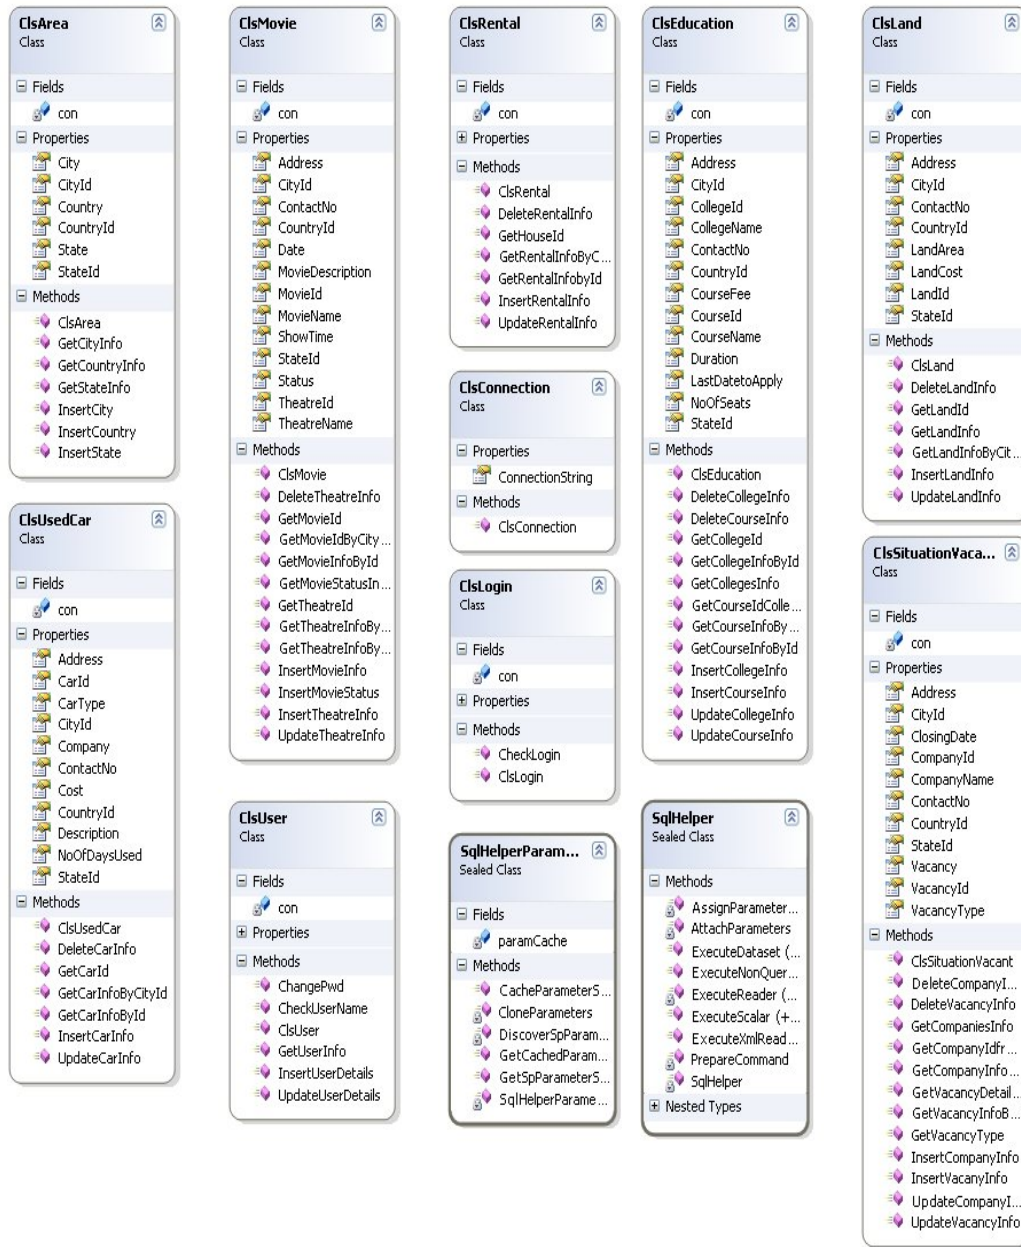 ClsArea
Class
Fields
con
Properties
City
CityId
Country
CountryId
State
StateId
Methods
ClsArea
GetCityInfo
GetCountryInfo
GetStateInfo
InsertCity
InsertCountry
InsertState
ClsUsedCar
Class
Fields
con
Properties
Address
CarId
CarType
CityId
Company
ContactNo
Cost
CountryId
Description
NoOfDaysUsed
StateId
Methods
ClsUsedCar
DeleteCarInfo
GetCarId
GetCarInfoByCityId
GetCarInfoById
InsertCarInfo
UpdateCarInfo
ClsMovie
Class
Fields
con
Properties
Address
CityId
ContactNo
CountryId
Date
MovieDescription
MovieId
MovieName
ShowTime
StateId
Status
TheatreId
TheatreName
Methods
ClsMovie
DeleteTheatreInfo
GetMovieId
GetMovieIdByCity...
GetMovieInfoById
GetMovieStatusIn...
GetTheatreId
GetTheatreInfoBy...
GetTheatreInfoBy...
InsertMovieInfo
InsertMovieStatus
InsertTheatreInfo
UpdateTheatreInfo
ClsUser
Class
Fields
con
Properties
Methods
ChangePwd
CheckUserName
ClsUser
GetUserInfo
InsertUserDetails
UpdateUserDetails
ClsRental
Class
Fields
con
Properties
Methods
ClsRental
DeleteRentalInfo
GetHouseId
GetRentalInfoByC...
GetRentalInfobyId
InsertRentalInfo
UpdateRentalInfo
ClsConnection
Class
Properties
ConnectionString
Methods
ClsConnection
ClsLogin
Class
Fields
con
Properties
Methods
CheckLogin
ClsLogin
SqlHelperParam...
Sealed Class
Fields
paramCache
Methods
CacheParameterS...
CloneParameters
DiscoverSpParam...
GetCachedParam...
GetSpParameterS...
SqlHelperParame...
ClsEducation
Class
Fields
con
Properties
Address
CityId
CollegeId
CollegeName
ContactNo
CountryId
CourseFee
CourseId
CourseName
Duration
LastDatetoApply
NoOfSeats
StateId
Methods
ClsEducation
DeleteCollegeInfo
DeleteCourseInfo
GetCollegeId
GetCollegeInfoById
GetCollegesInfo
GetCourseIdColle...
GetCourseInfoBy...
GetCourseInfoById
InsertCollegeInfo
InsertCourseInfo
UpdateCollegeInfo
UpdateCourseInfo
SqlHelper
Sealed Class
Methods
AssignParameter...
AttachParameters
ExecuteDataset (...
ExecuteNonQuer...
ExecuteReader (...
ExecuteScalar (+...
ExecuteXmlRead...
PrepareCommand
SqlHelper
Nested Types
ClsLand
Class
Fields
con
Properties
Address
CityId
ContactNo
CountryId
LandArea
LandCost
LandId
StateId
Methods
ClsLand
DeleteLandInfo
GetLandId
GetLandInfo
GetLandInfoByCit...
InsertLandInfo
UpdateLandInfo
ClsSituationVaca...
Class
Fields
con
Properties
Address
CityId
ClosingDate
CompanyId
CompanyName
ContactNo
CountryId
StateId
Vacancy
VacancyId
VacancyType
Methods
ClsSituationVacant
DeleteCompanyI...
DeleteVacancyInfo
GetCompaniesInfo
GetCompanyIdfr...
GetCompanyInfo...
GetVacancyDetail...
GetVacancyInfoB...
GetVacancyType
InsertCompanyInfo
InsertVacanyInfo
UpdateCompanyI...
UpdateVacancyInfo